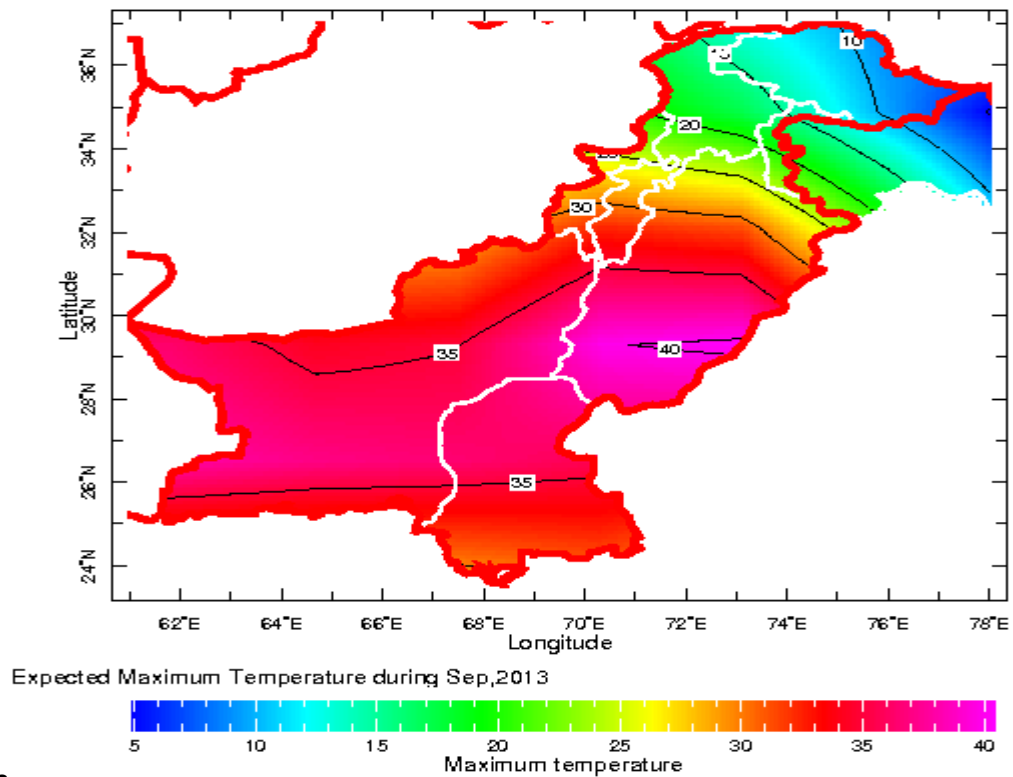 36°N
34°N
32°N
30°N
28°N
26°N
24°N
Latitude
10
20
30
35
40
35
62°E 64°E 66°E 68°E 70°E 72°E 74°E 76°E 78°E
Longitude
Expected Maximum Temperature during Sep,2013
5 10 15 20 25 30 35 40
Maximum temperature